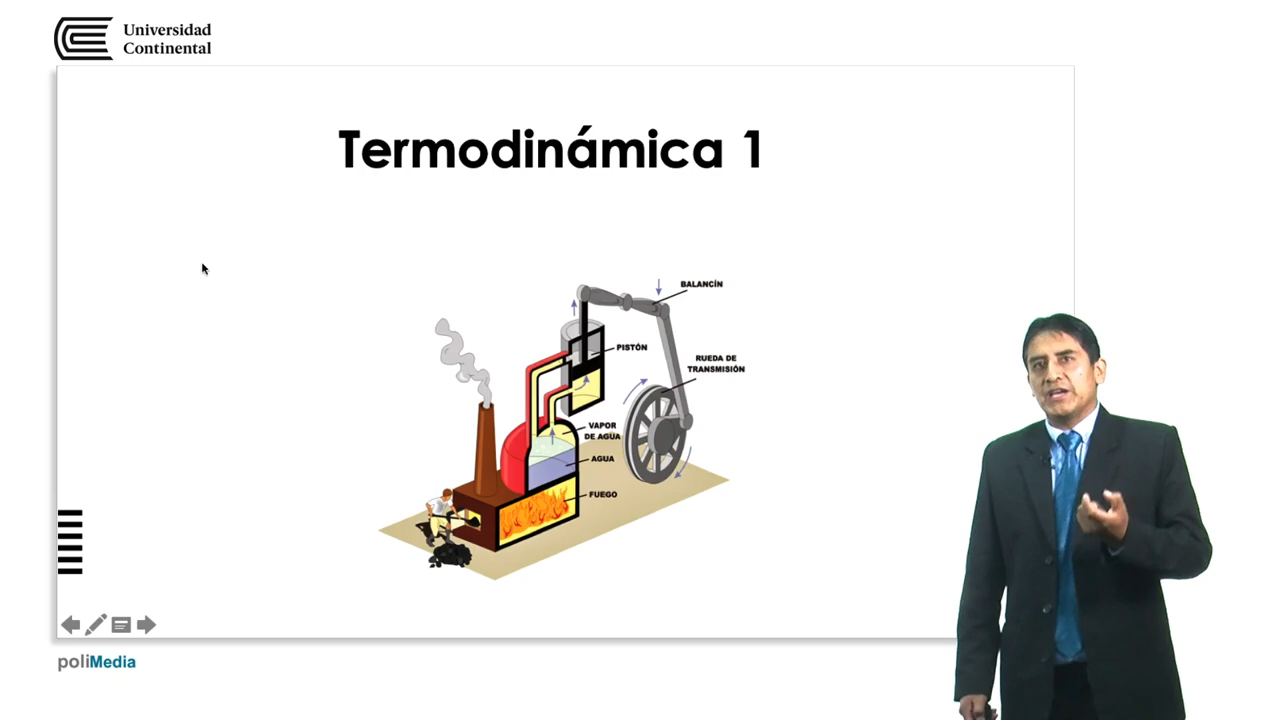 Universidad
Continental
Termodinámica 1
BALANCÍN
PISTÓN
RUEDA DE
TRANSMISIÓN
VAPOR
DE AGUA
AGUA
FUEGO
poliMedia